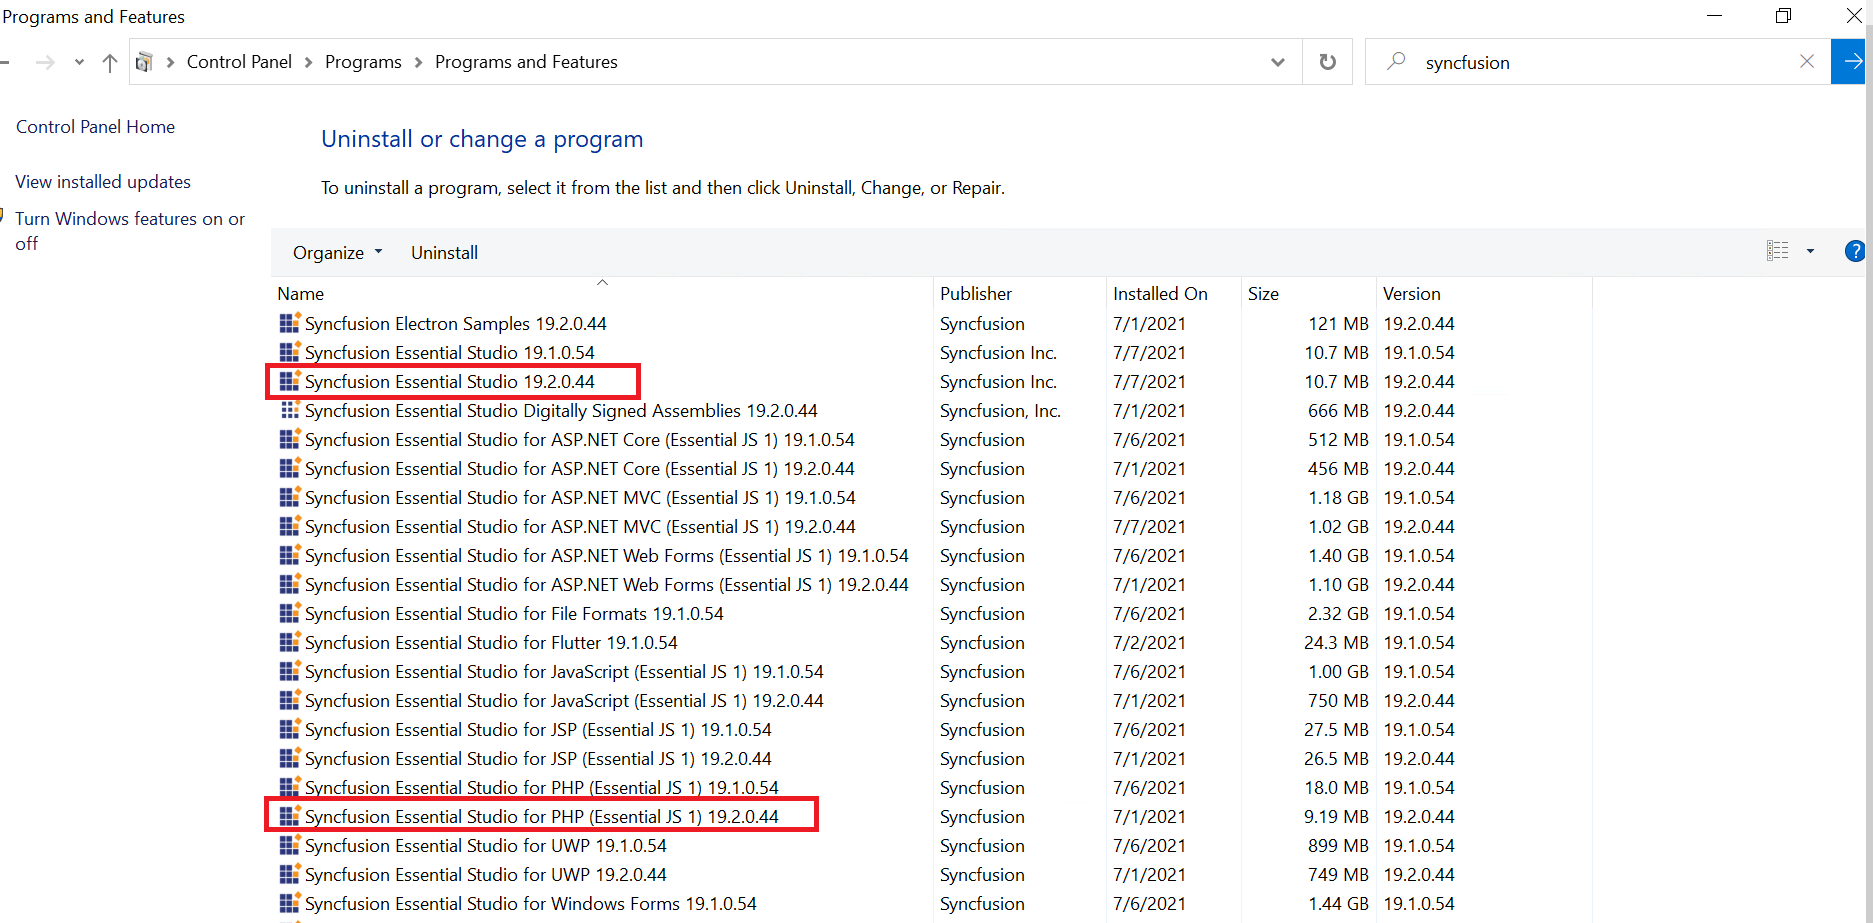 Programs and Features
Control Panel > Programs > Programs and Features
syncfusion
Control Panel Home
View installed updates
Turn Windows features on or
off
Uninstall or change a program
To uninstall a program, select it from the list and then click Uninstall, Change, or Repair.
Organize Uninstall ?
Name Publisher Installed On Size Version
Syncfusion Electron Samples 19.2.0.44 Syncfusion 7/1/2021 121 MB 19.2.0.44
Syncfusion Essential Studio 19.1.0.54 Syncfusion Inc. 7/7/2021 10.7 MB 19.1.0.54
Syncfusion Essential Studio 19.2.0.44 Syncfusion Inc. 7/7/2021 10.7 MB 19.2.0.44
Syncfusion Essential Studio Digitally Signed Assemblies 19.2.0.44 Syncfusion, Inc. 7/1/2021 666 MB 19.2.0.44
Syncfusion Essential Studio for ASP.NET Core (Essential JS 1) 19.1.0.54 Syncfusion 7/6/2021 512 MB 19.1.0.54
Syncfusion Essential Studio for ASP.NET Core (Essential JS 1) 19.2.0.44 Syncfusion 7/1/2021 456 MB 19.2.0.44
Syncfusion Essential Studio for ASP.NET MVC (Essential JS 1) 19.1.0.54 Syncfusion 7/6/2021 1.18 GB 19.1.0.54
Syncfusion Essential Studio for ASP.NET MVC (Essential JS 1) 19.2.0.44 Syncfusion 7/7/2021 1.02 GB 19.2.0.44
Syncfusion Essential Studio for ASP.NET Web Forms (Essential JS 1) 19.1.0.54 Syncfusion 7/6/2021 1.40 GB 19.1.0.54
Syncfusion Essential Studio for ASP.NET Web Forms (Essential JS 1) 19.2.0.44 Syncfusion 7/1/2021 1.10 GB 19.2.0.44
Syncfusion Essential Studio for File Formats 19.1.0.54 Syncfusion 7/6/2021 2.32 GB 19.1.0.54
Syncfusion Essential Studio for Flutter 19.1.0.54 Syncfusion 7/2/2021 24.3 MB 19.1.0.54
Syncfusion Essential Studio for JavaScript (Essential JS 1) 19.1.0.54 Syncfusion 7/6/2021 1.00 GB 19.1.0.54
Syncfusion Essential Studio for JavaScript (Essential JS 1) 19.2.0.44 Syncfusion 7/1/2021 750 MB 19.2.0.44
Syncfusion Essential Studio for JSP (Essential JS 1) 19.1.0.54 Syncfusion 7/6/2021 27.5 MB 19.1.0.54
Syncfusion Essential Studio for JSP (Essential JS 1) 19.2.0.44 Syncfusion 7/1/2021 26.5 MB 19.2.0.44
Syncfusion Essential Studio for PHP (Essential JS 1) 19.1.0.54 Syncfusion 7/6/2021 18.0 MB 19.1.0.54
Syncfusion Essential Studio for PHP (Essential JS 1) 19.2.0.44 Syncfusion 7/1/2021 9.19 MB 19.2.0.44
Syncfusion Essential Studio for UWP 19.1.0.54 Syncfusion 7/6/2021 899 MB 19.1.0.54
Syncfusion Essential Studio for UWP 19.2.0.44 Syncfusion 7/1/2021 749 MB 19.2.0.44
Syncfusion Essential Studio for Windows Forms 19.1.0.54 Syncfusion 7/6/2021 1.44 GB 19.1.0.54